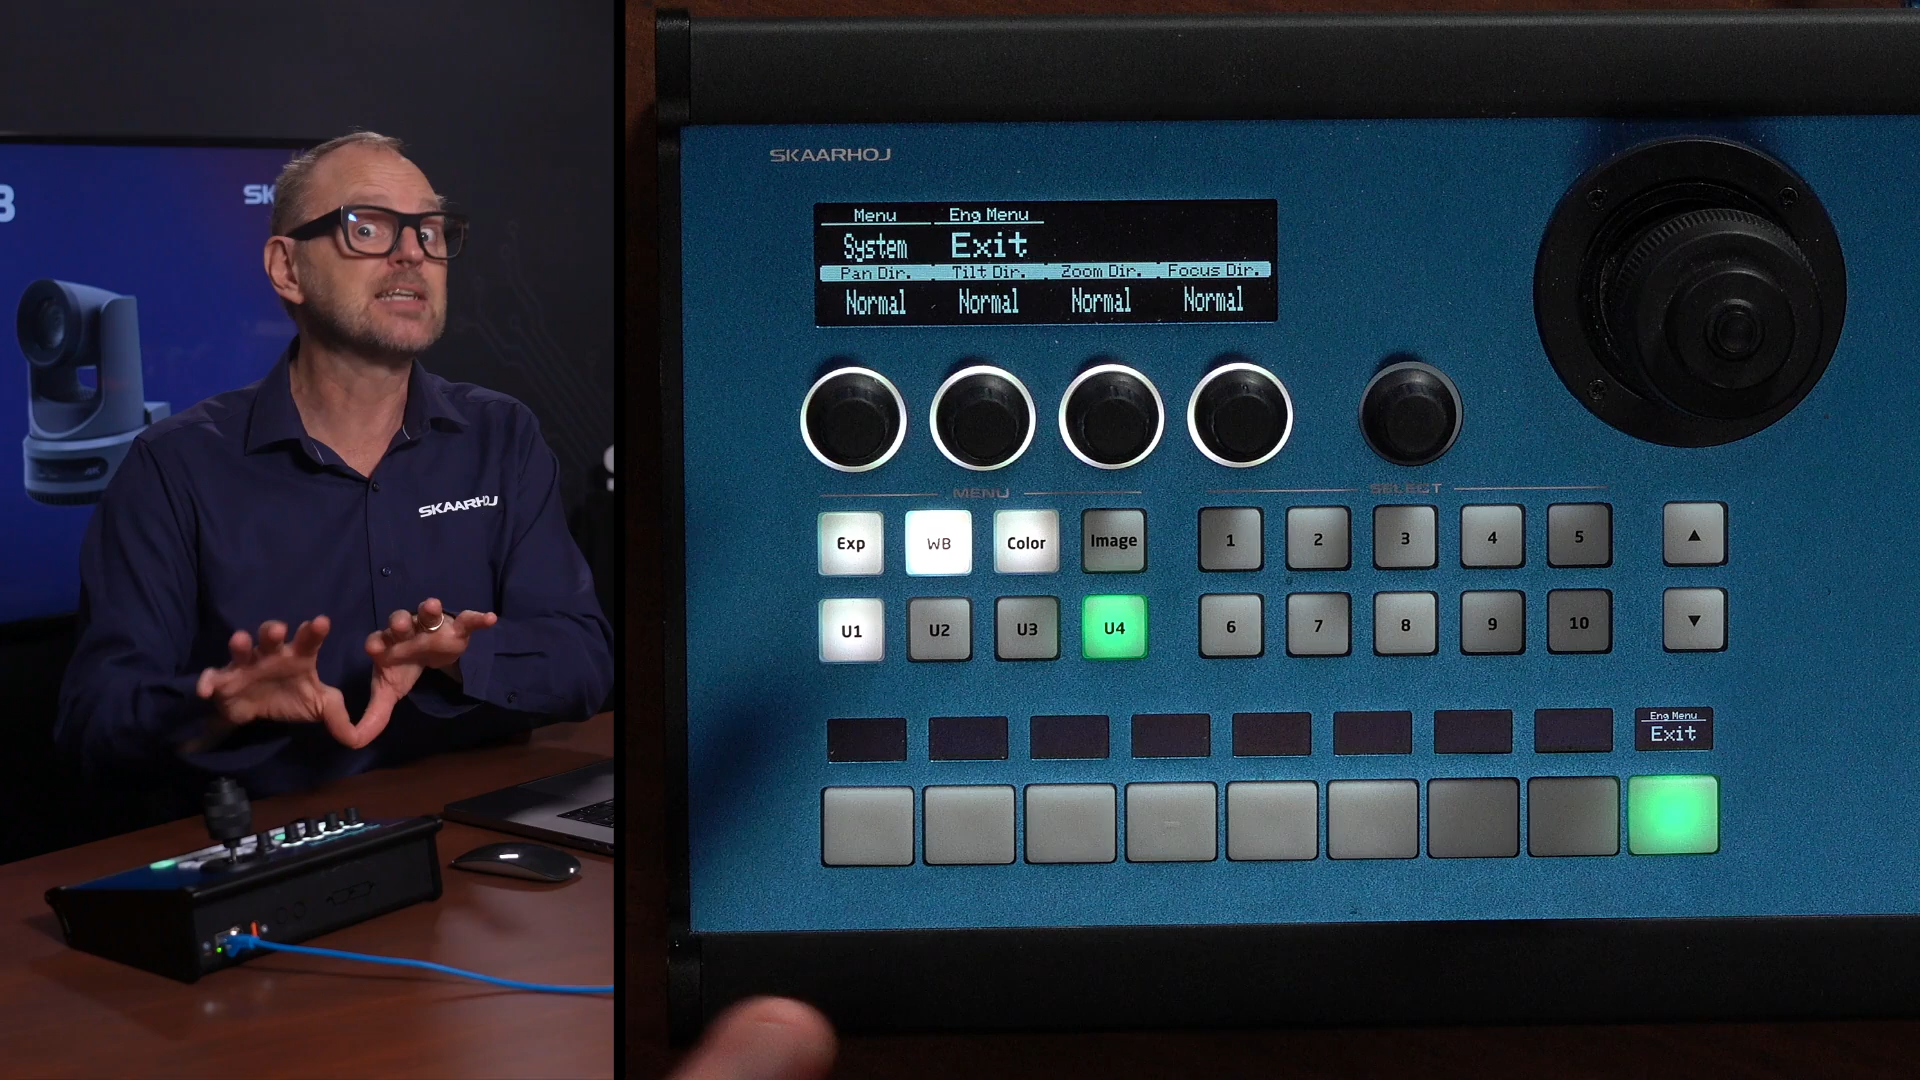 SKAARHOJ
SKAARHOJ
Menu Eng Menu
System Exit
Pan Dir. Tilt Dir. Zoom Dir. Focus Dir.
Normal Normal Normal Normal
MENU SELECT
Exp WB Color Image 1 2 3 4 5 ▲
U1 U2 U3 U4 6 7 8 9 10 ▼
Eng Menu
Exit
4K